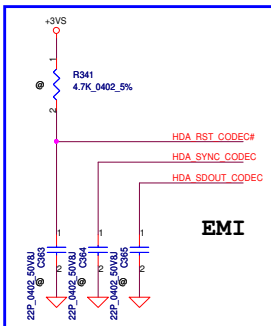 +3VS
1
R341
@
4.7K_0402_5%
2
HDA_RST_CODEC#
HDA_SYNC_CODEC
HDA_SDOUT_CODEC
EMI
1
1
1
22P_0402_50V8J
@
C363
2
22P_0402_50V8J
@
C364
2
22P_0402_50V8J
@
C365
2